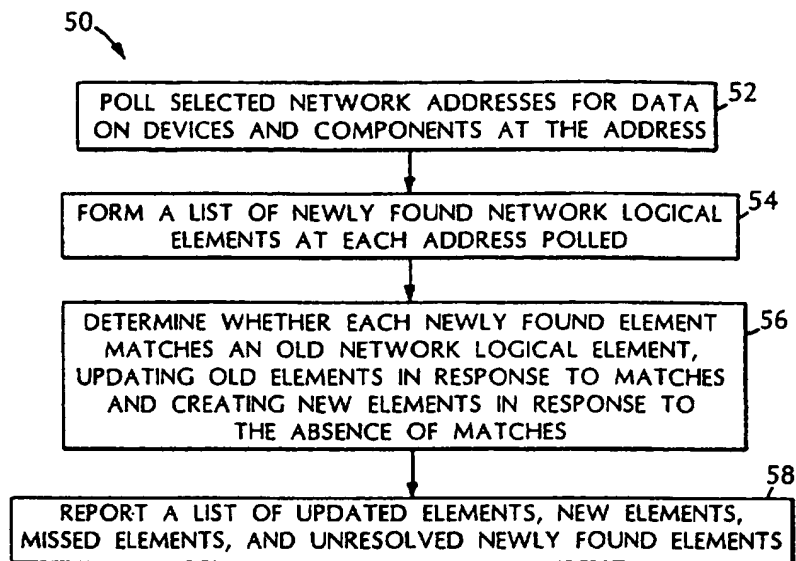 50
POLL SELECTED NETWORK ADDRESSES FOR DATA
ON DEVICES AND COMPONENTS AT THE ADDRESS
52
FORM A LIST OF NEWLY FOUND NETWORK LOGICAL
ELEMENTS AT EACH ADDRESS POLLED
54
DETERMINE WHETHER EACH NEWLY FOUND ELEMENT
MATCHES AN OLD NETWORK LOGICAL ELEMENT,
UPDATING OLD ELEMENTS IN RESPONSE TO MATCHES
AND CREATING NEW ELEMENTS IN RESPONSE TO
THE ABSENCE OF MATCHES
56
REPORT A LIST OF UPDATED ELEMENTS, NEW ELEMENTS,
MISSED ELEMENTS, AND UNRESOLVED NEWLY FOUND ELEMENTS
58